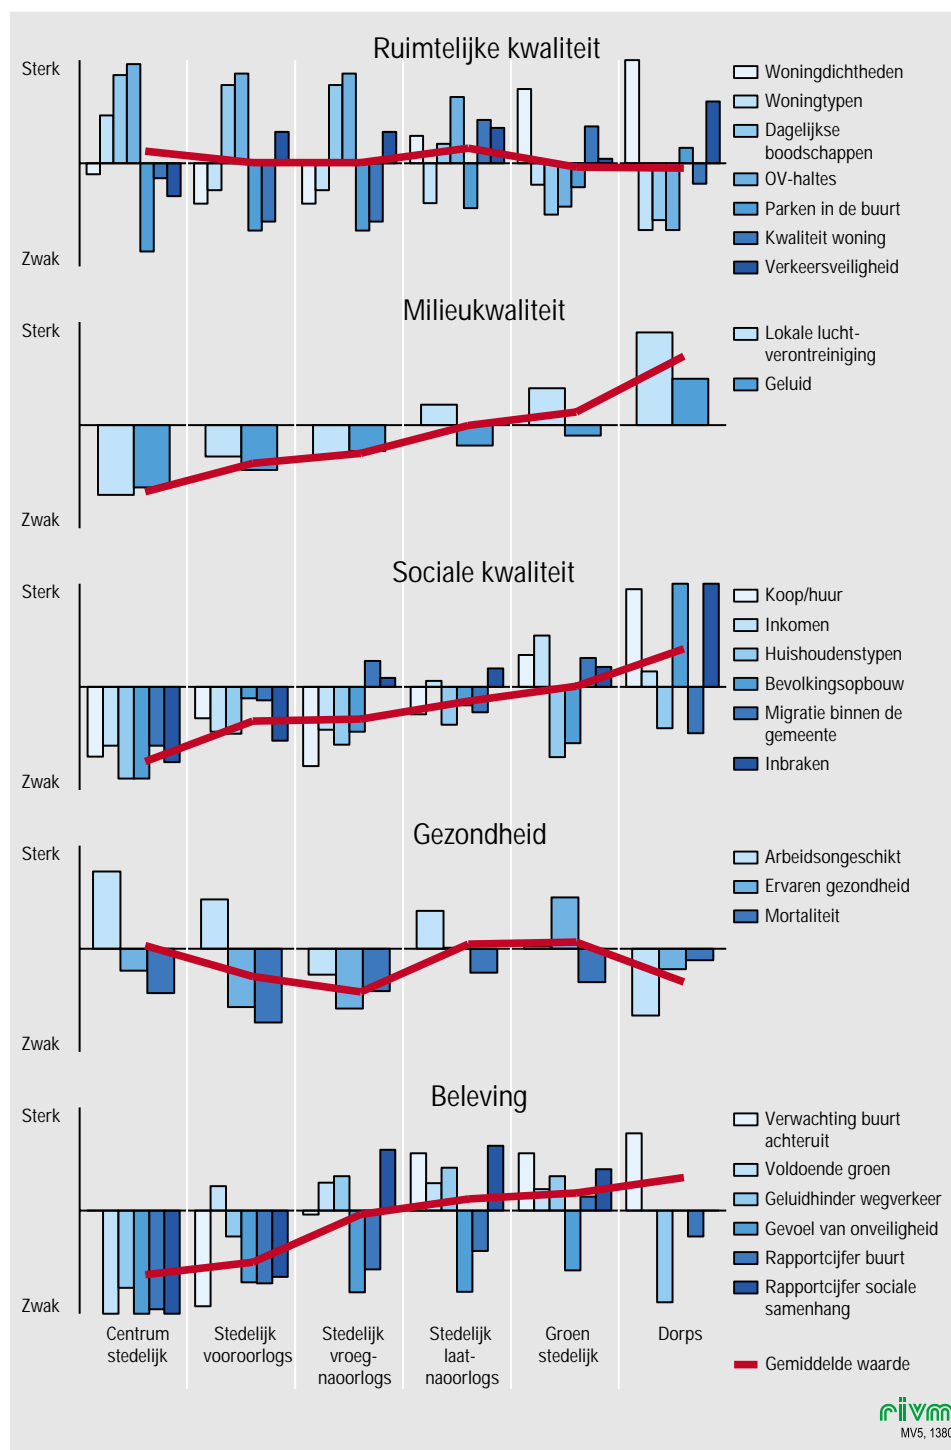 Ruimtelijke kwaliteit
Sterk
Zwak
Woningdichtheden
Woningtypen
Dagelijkse
boodschappen
OV-haltes
Parken in de buurt
Kwaliteit woning
Verkeersveiligheid
Milieukwaliteit
Sterk
Zwak
Lokale lucht-
verontreiniging
Geluid
Sociale kwaliteit
Sterk
Zwak
Koop/huur
Inkomen
Huishoudenstypen
Bevolkingsopbouw
Migratie binnen de
gemeente
Inbraken
Gezondheid
Sterk
Zwak
Arbeidsongeschikt
Ervaren gezondheid
Mortaliteit
Beleving
Sterk
Zwak
Verwachting buurt
achteruit
Voldoende groen
Geluidhinder wegverkeer
Gevoel van onveiligheid
Rapportcijfer buurt
Rapportcijfer sociale
samenhang
Centrum
stedelijk
Stedelijk
vooroorlogs
Stedelijk
vroeg-
naoorlogs
Stedelijk
laat-
naoorlogs
Groen
stedelijk
Dorps
Gemiddelde waarde
rivm
MV5,